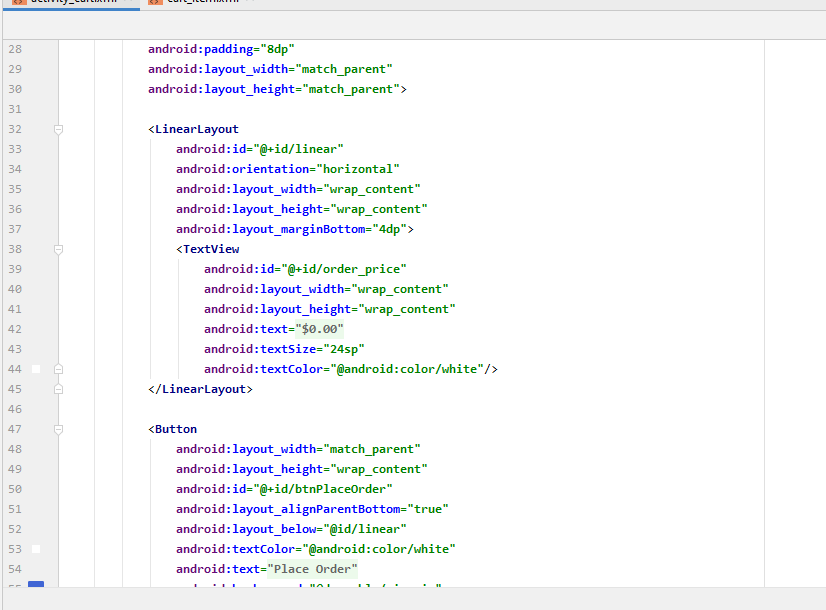 activity_cart.xml cart_item.xml
28 android:padding="8dp"
29 android:layout_width="match_parent"
30 android:layout_height="match_parent">
31
32 <LinearLayout
33 android:id="@+id/linear"
34 android:orientation="horizontal"
35 android:layout_width="wrap_content"
36 android:layout_height="wrap_content"
37 android:layout_marginBottom="4dp">
38 <TextView
39 android:id="@+id/order_price"
40 android:layout_width="wrap_content"
41 android:layout_height="wrap_content"
42 android:text="$0.00"
43 android:textSize="24sp"
44 android:textColor="@android:color/white"/>
45 </LinearLayout>
46
47 <Button
48 android:layout_width="match_parent"
49 android:layout_height="wrap_content"
50 android:id="@+id/btnPlaceOrder"
51 android:layout_alignParentBottom="true"
52 android:layout_below="@id/linear"
53 android:textColor="@android:color/white"
54 android:text="Place Order"